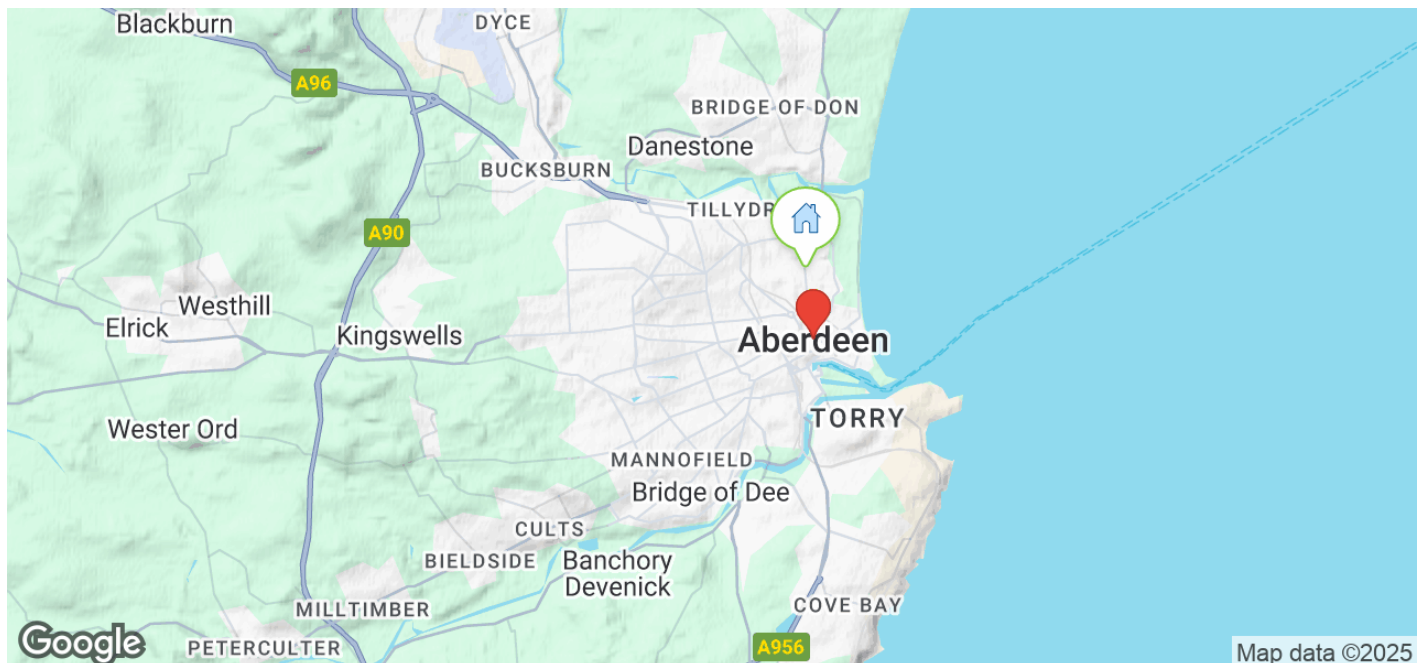 Blackburn
DYCE
A96
BRIDGE OF DON
Danestone
BUCKSBURN
TILLYDR
A90
Westhill
Elrick
Kingswells
Aberdeen
TORRY
Wester Ord
MANNOFIELD
Bridge of Dee
CULTS
BIELDSIDE
Banchory
Devenick
MILLTIMBER
COVE BAY
PETERCULTER
A956
Google
Map data ©2025